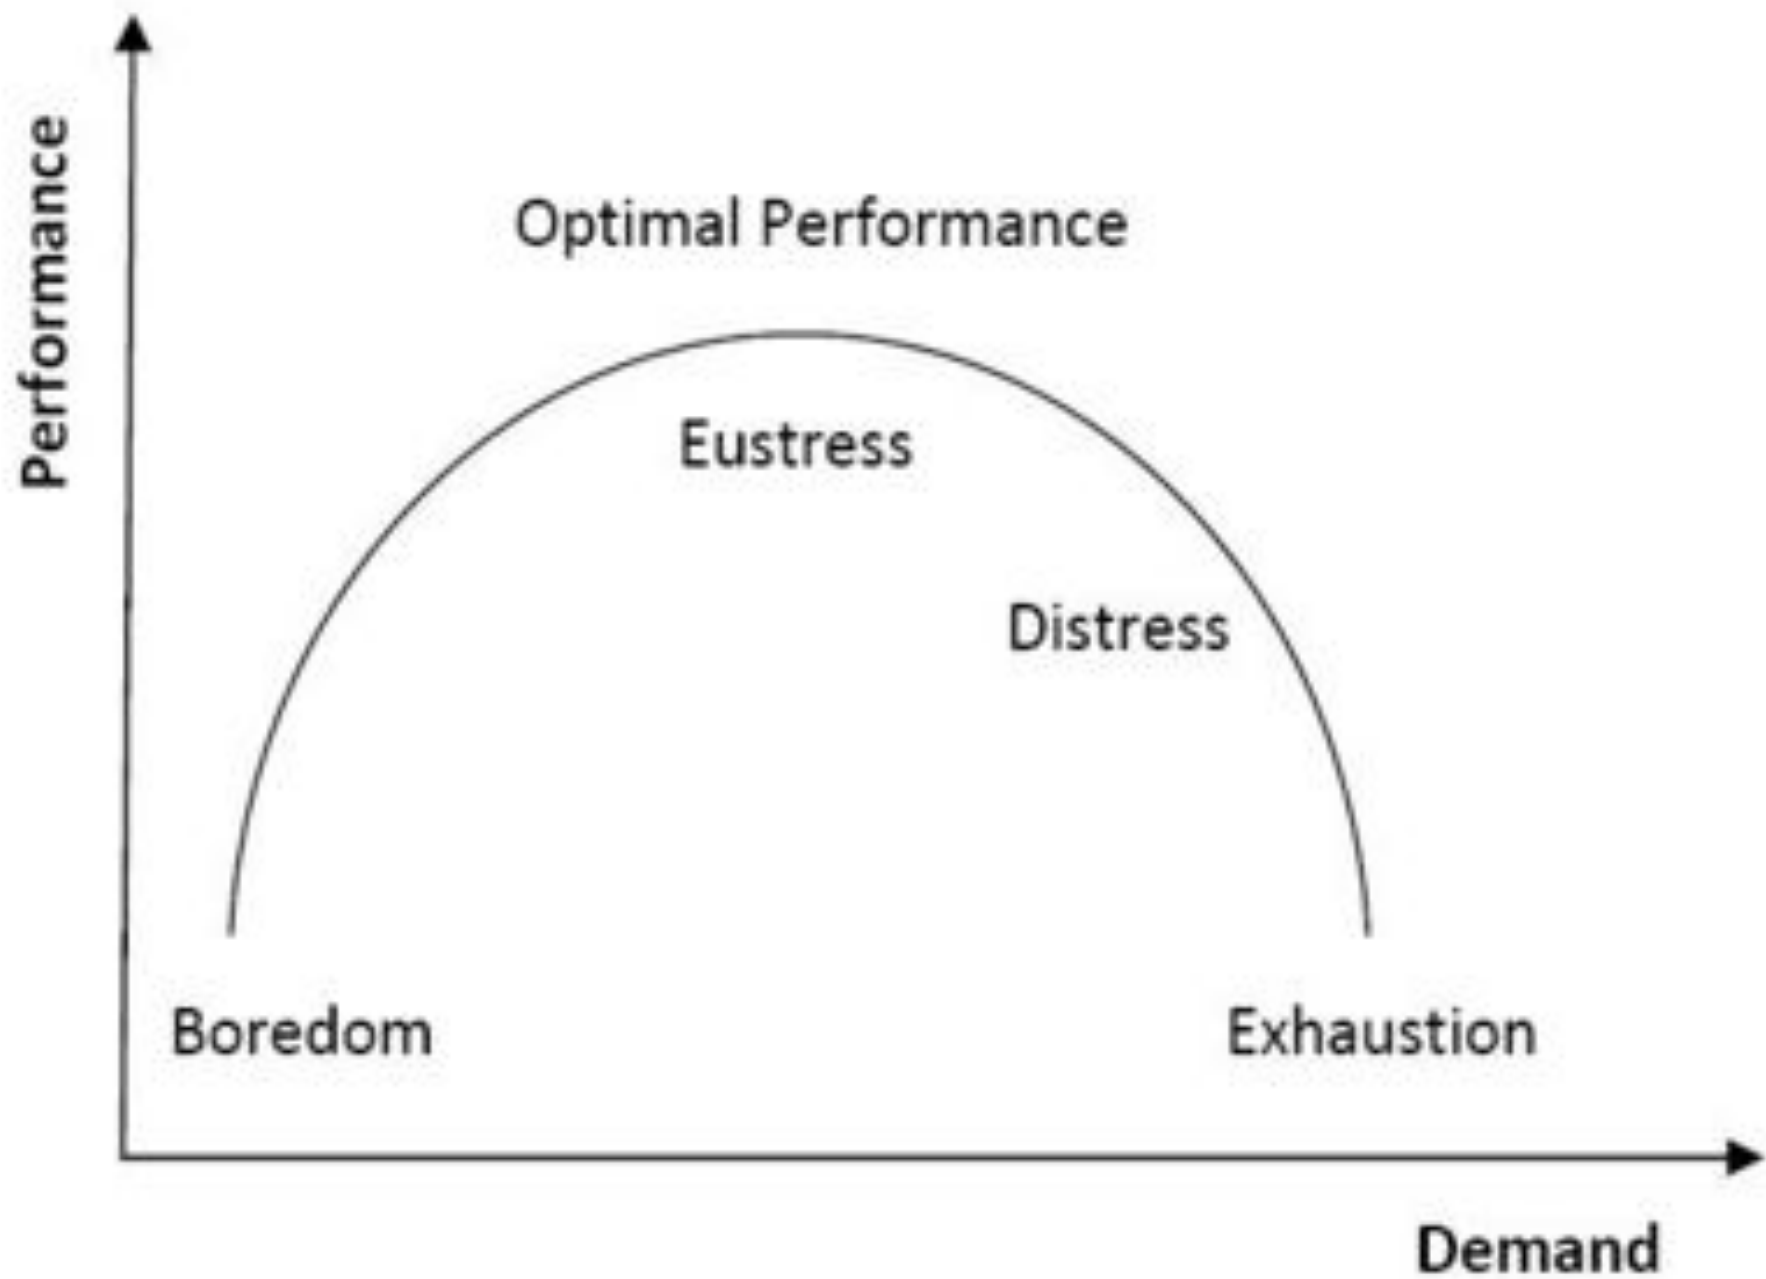 Performance
Optimal Performance
Eustress
Distress
Boredom
Exhaustion
Demand